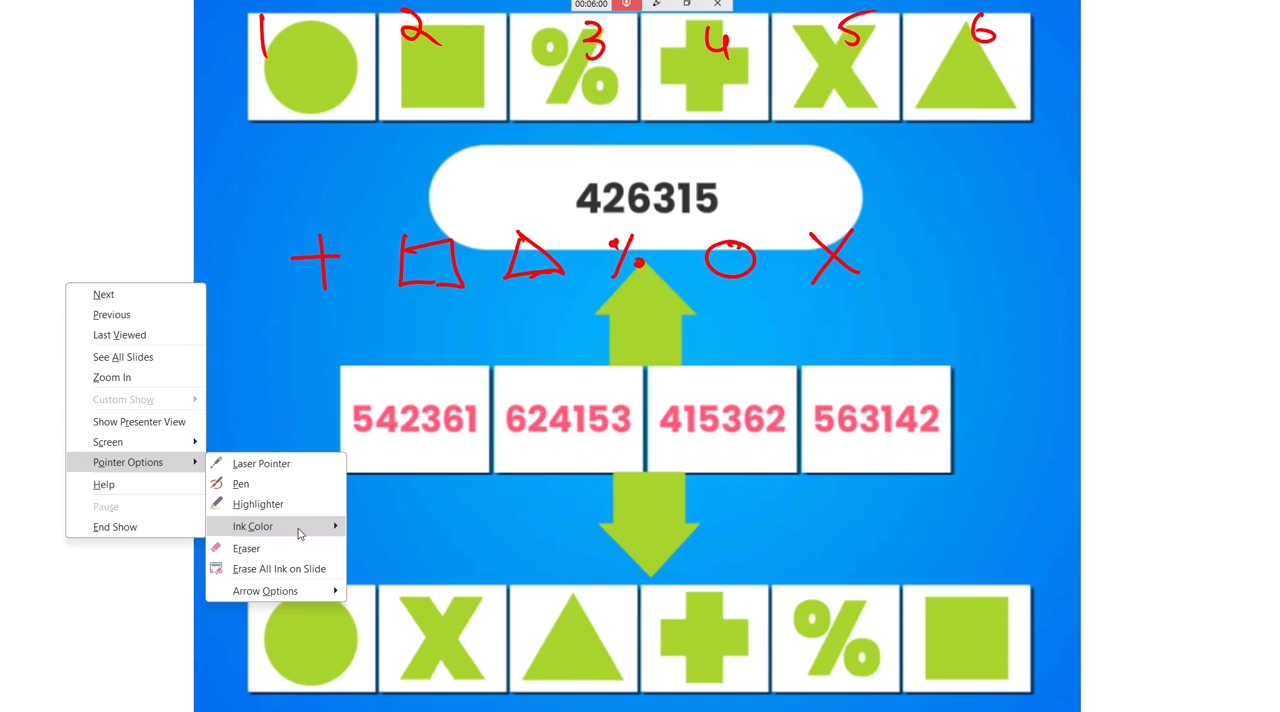 00:06:00
1 2 3 4 5 6
% + X
426315
+ % X
Next
Previous
Last Viewed
See All Slides
Zoom In
Custom Show
Show Presenter View
Screen
Pointer Options
Help
Pause
End Show
542361 624153 415362 563142
Laser Pointer
Pen
Highlighter
Ink Color
Eraser
Erase All Ink on Slide
Arrow Options
X + %